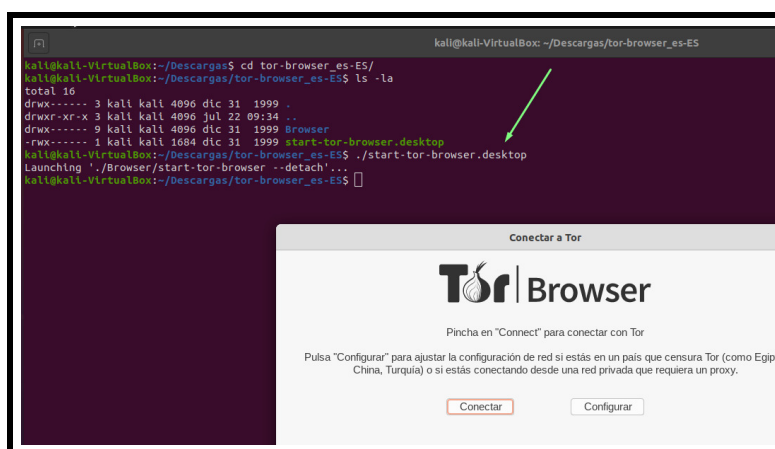 kali@kali-VirtualBox: ~/Descargas/tor-browser_es-ES
kali@kali-VirtualBox:~/Descargas$ cd tor-browser_es-ES/
kali@kali-VirtualBox:~/Descargas/tor-browser_es-ES$ ls -la
total 16
drwx------ 3 kali kali 4096 dic 31  1999 .
drwxr-xr-x 3 kali kali 4096 jul 22 09:34 ..
drwx------ 9 kali kali 4096 dic 31  1999 Browser
-rwx------ 1 kali kali 1684 dic 31  1999 start-tor-browser.desktop
kali@kali-VirtualBox:~/Descargas/tor-browser_es-ES$ ./start-tor-browser.desktop
Launching './Browser/start-tor-browser --detach'...
kali@kali-VirtualBox:~/Descargas/tor-browser_es-ES$
Conectar a Tor
Tor Browser
Pincha en "Connect" para conectar con Tor
Pulsa "Configurar" para ajustar la configuración de red si estás en un país que censura Tor (como Egip
China, Turquía) o si estás conectando desde una red privada que requiera un proxy.
Conectar
Configurar